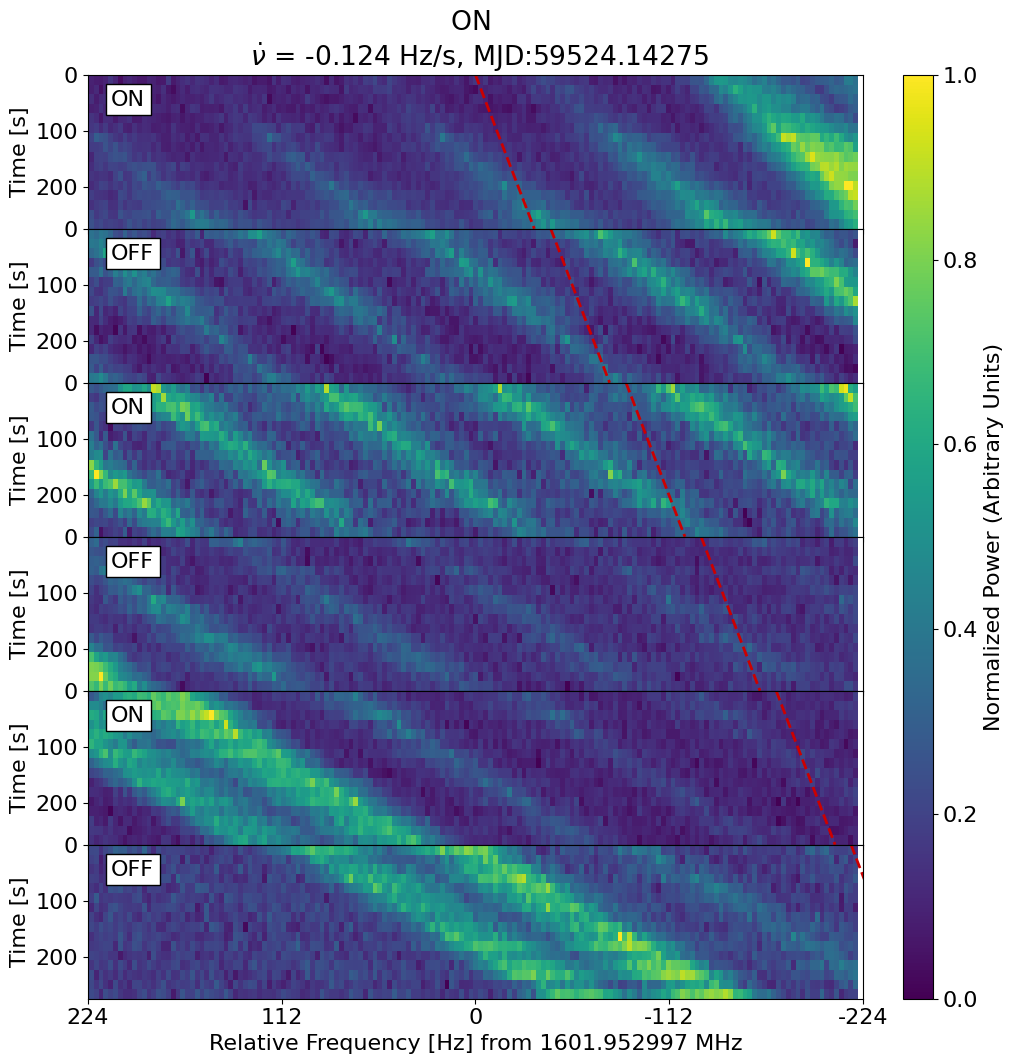 ON
ν̇ = -0.124 Hz/s, MJD:59524.14275
0
ON
100
200
Time [s]
0
OFF
100
200
Time [s]
0
ON
100
200
Time [s]
0
OFF
100
200
Time [s]
0
ON
100
200
Time [s]
0
OFF
100
200
Time [s]
224 112 0 -112 -224
Relative Frequency [Hz] from 1601.952997 MHz
1.0
0.8
0.6
0.4
0.2
0.0
Normalized Power (Arbitrary Units)